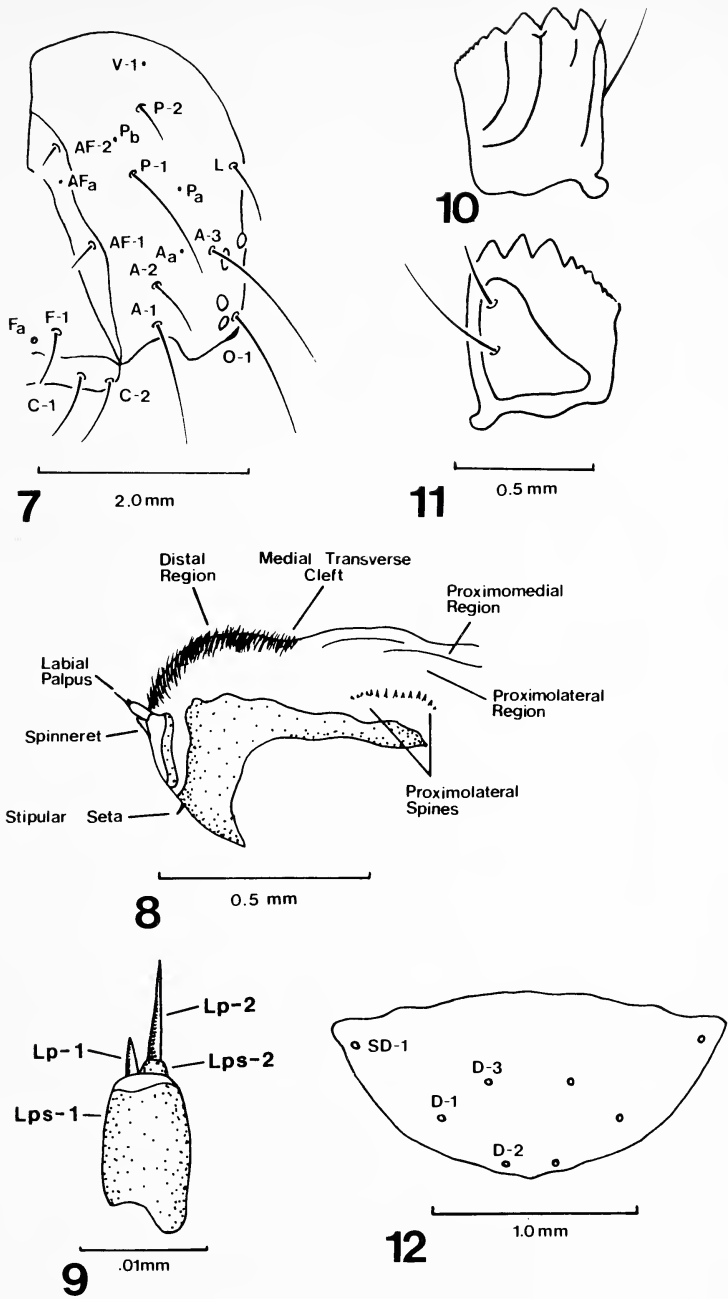 V-1
P-2
Pb
AF-2
P-1
L
AFa
Pa
AF-1
Aa
A-3
A-2
A-1
Fa
F-1
O-1
C-1
C-2
2.0 mm
7
10
0.5 mm
11
Distal
Region
Medial Transverse
Cleft
Proximomedial
Region
Labial
Palpus
Proximolateral
Region
Spinneret
Proximolateral
Spines
Stipular Seta
0.5 mm
8
Lp-2
Lp-1
Lps-2
Lps-1
.01mm
9
SD-1
D-3
D-1
D-2
1.0 mm
12